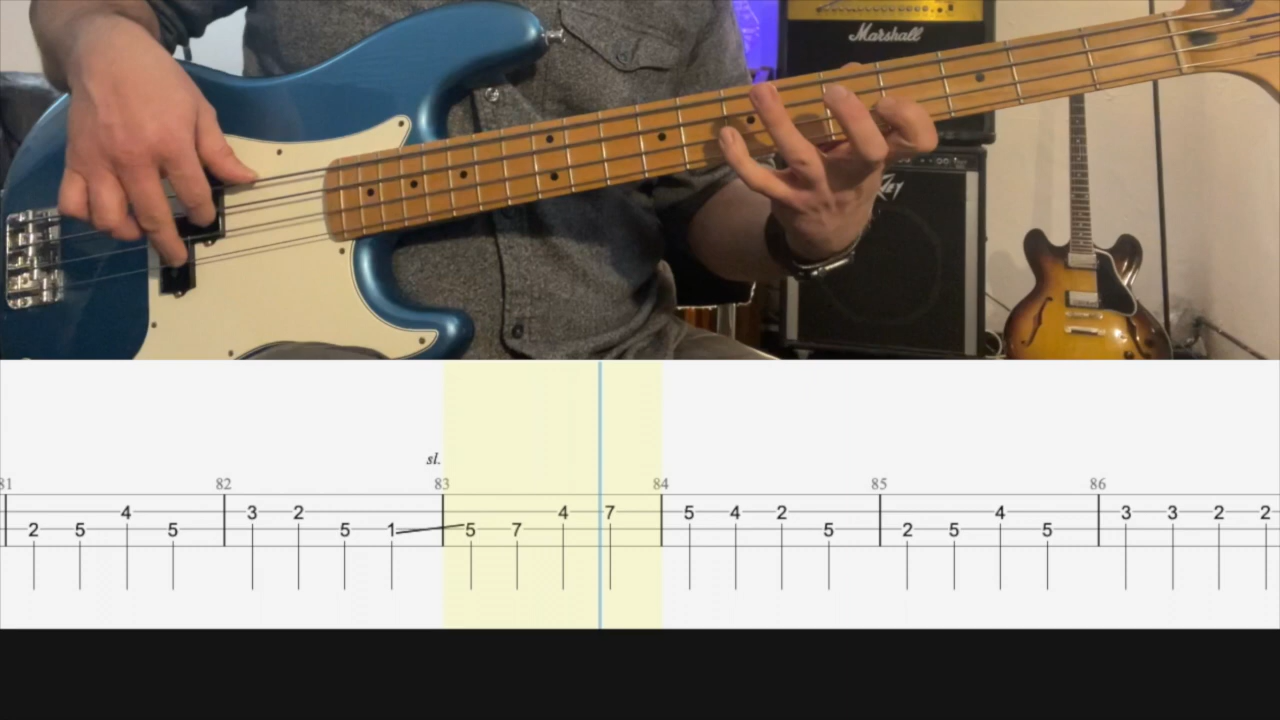 Marshall
sl.
81 82 83 84 85 86
4 3 2 4 7 5 4 2 4 3 3 2 2
2 5 5 5 1 5 7 5 2 5 5